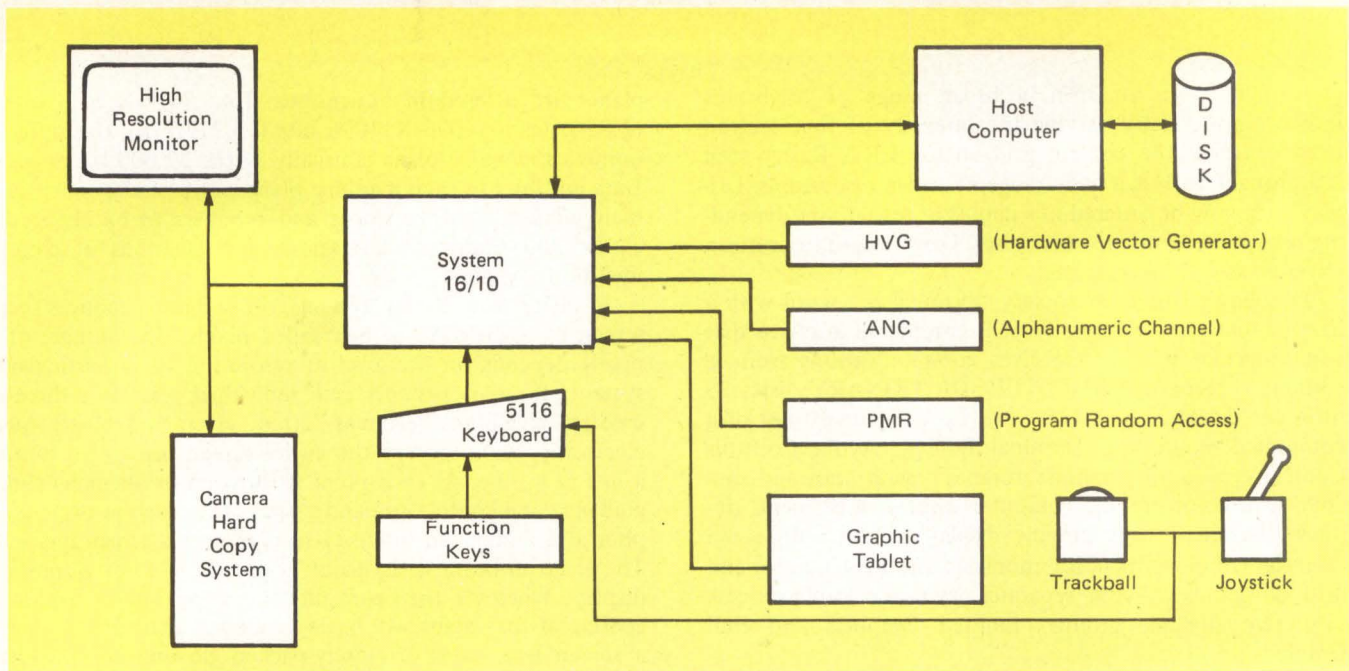 High
Resolution
Monitor
Host
Computer
D
I
S
K
System
16/10
HVG (Hardware Vector Generator)
ANC (Alphanumeric Channel)
PMR (Program Random Access)
5116
Keyboard
Function
Keys
Camera
Hard
Copy
System
Graphic
Tablet
Trackball
Joystick